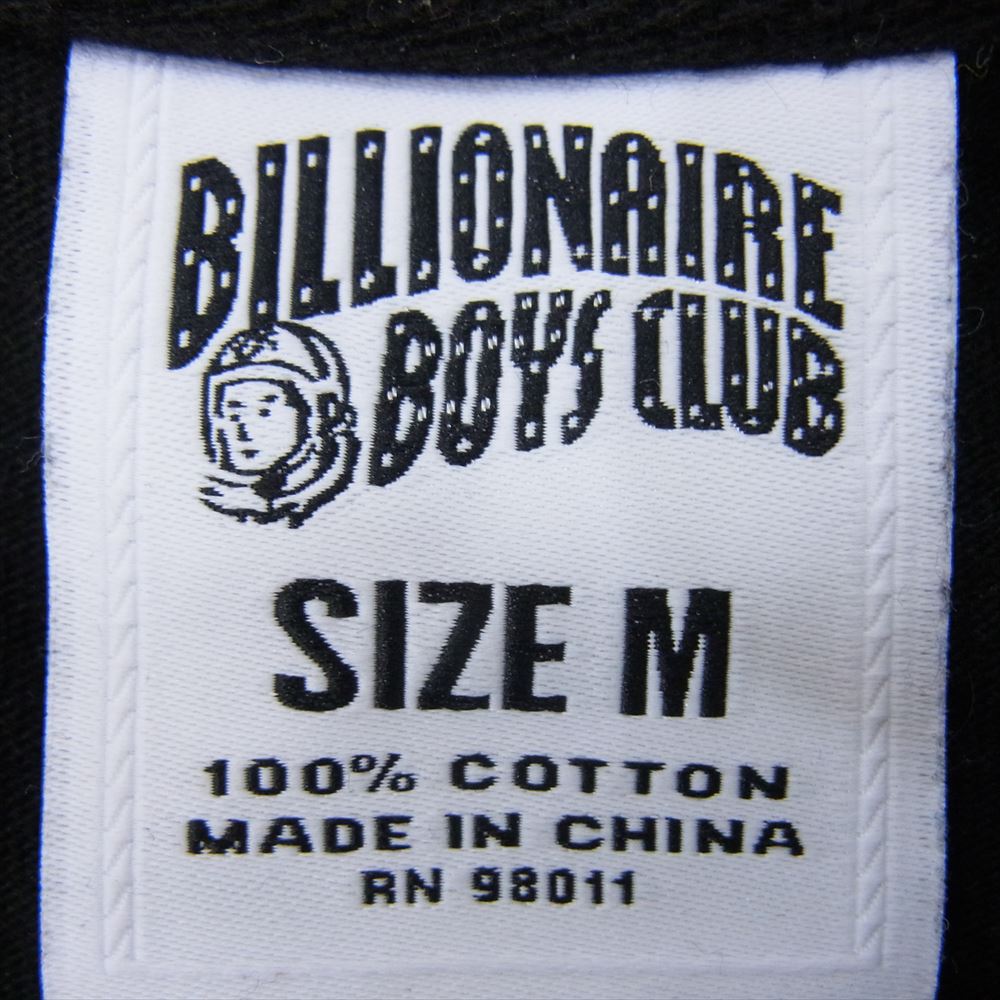 BILLIONAIRE
BOYS CLUB
SIZE M
100% COTTON
MADE IN CHINA
RN 98011